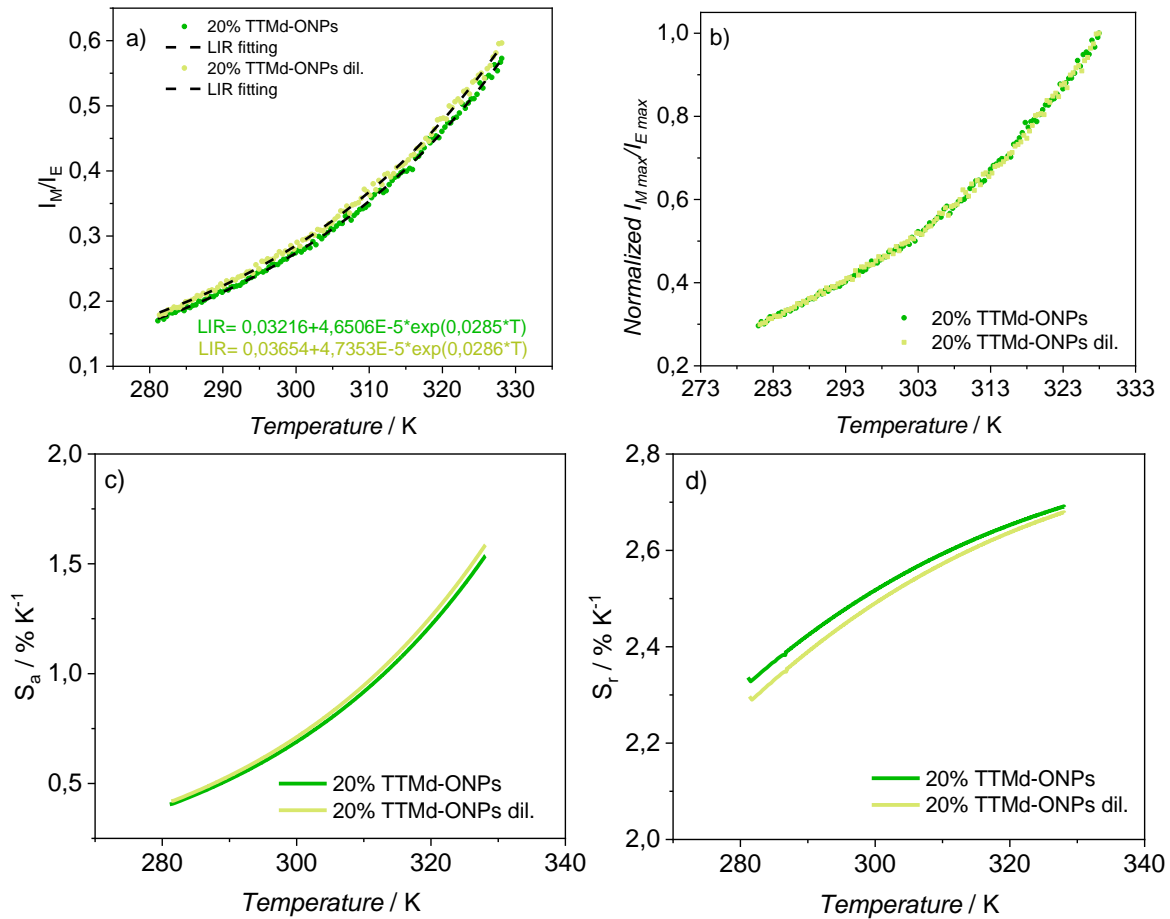 a)
20% TTMd-ONPs
LIR fitting
20% TTMd-ONPs dil.
LIR fitting
0,6
0,5
0,4
0,3
0,2
0,1
I_M/I_E
LIR= 0,03216+4,6506E-5*exp(0,0285*T)
LIR= 0,03654+4,7353E-5*exp(0,0286*T)
280 290 300 310 320 330
Temperature / K
b)
1,0
0,8
0,6
0,4
0,2
Normalized I_M max/I_E max
20% TTMd-ONPs
20% TTMd-ONPs dil.
273 283 293 303 313 323 333
Temperature / K
c)
2,0
1,5
1,0
0,5
S_a / % K^-1
20% TTMd-ONPs
20% TTMd-ONPs dil.
280 300 320 340
Temperature / K
d)
2,8
2,6
2,4
2,2
2,0
S_r / % K^-1
20% TTMd-ONPs
20% TTMd-ONPs dil.
280 300 320 340
Temperature / K